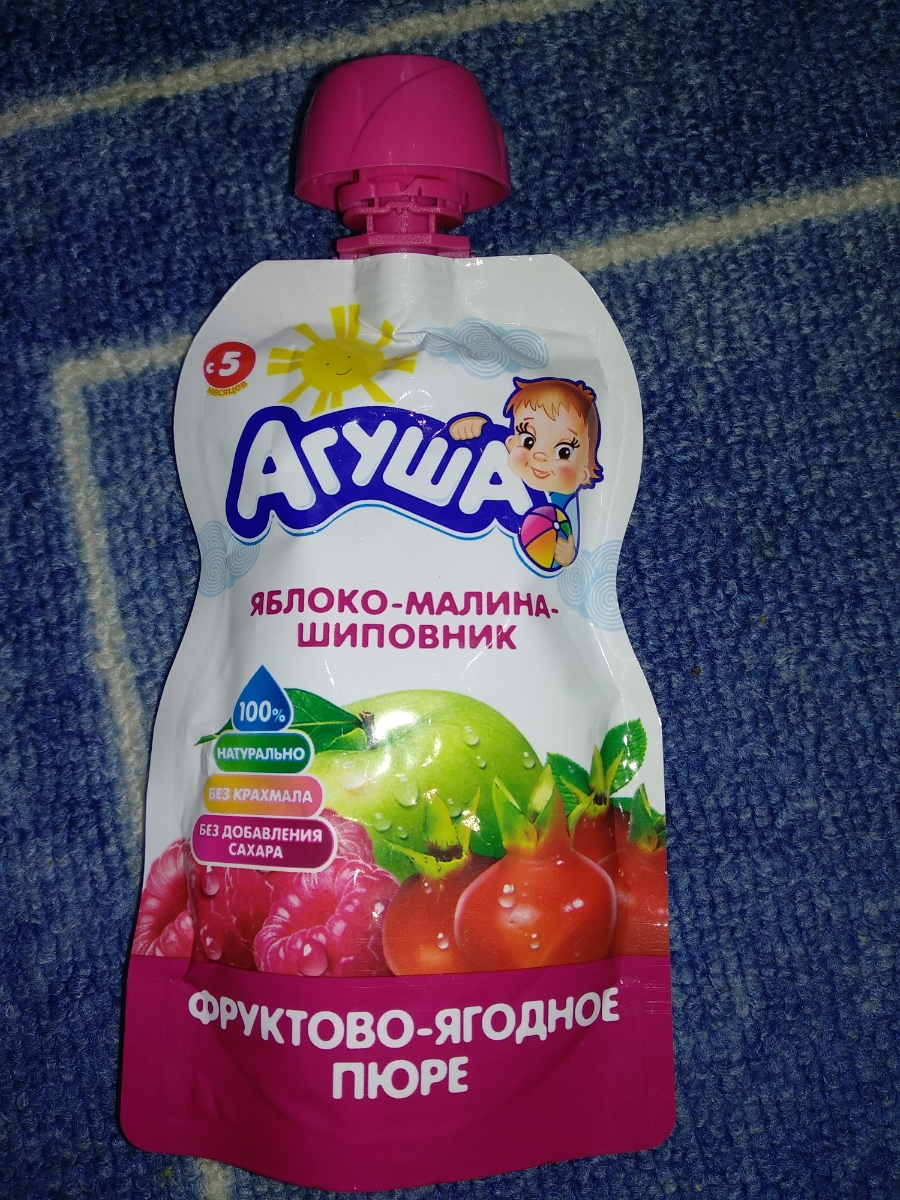 с 5
месяцев
Агуша
ЯБЛОКО-МАЛИНА-
ШИПОВНИК
100%
НАТУРАЛЬНО
БЕЗ КРАХМАЛА
БЕЗ ДОБАВЛЕНИЯ
САХАРА
ФРУКТОВО-ЯГОДНОЕ
ПЮРЕ